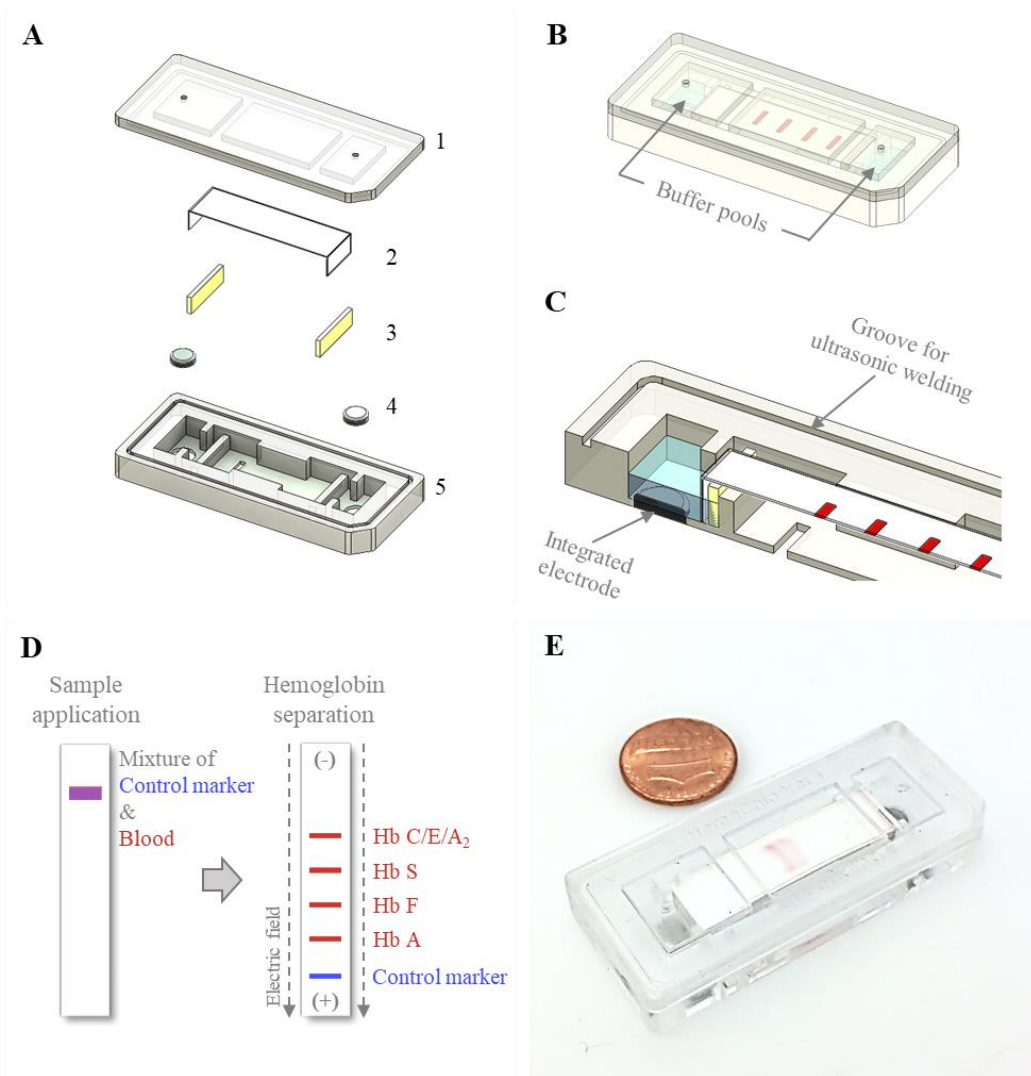 A
1
2
3
4
5
B
Buffer pools
C
Groove for
ultrasonic welding
Integrated
electrode
D
Sample
application
Mixture of
Control marker
&
Blood
Hemoglobin
separation
(-)
Hb C/E/A₂
Hb S
Hb F
Hb A
Control marker
(+)
Electric field
E